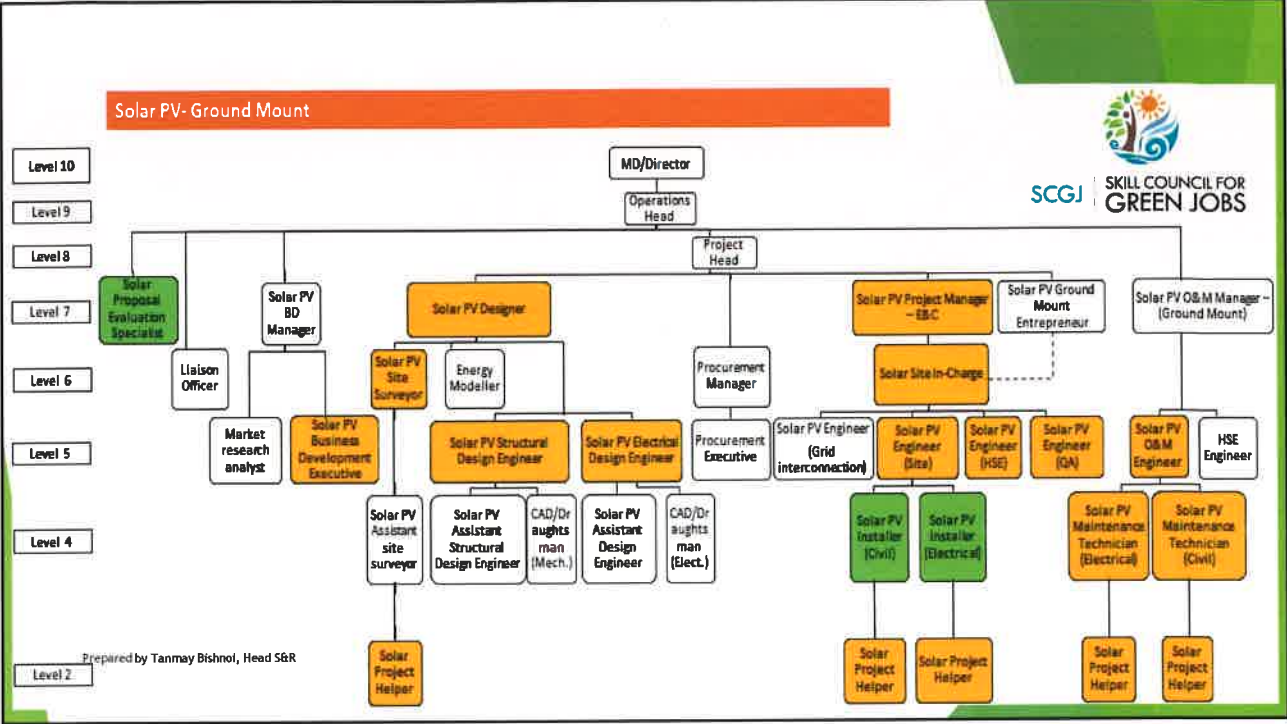 Solar PV- Ground Mount
SCGJ
SKILL COUNCIL FOR
GREEN JOBS
Level 10
MD/Director
Level 9
Operations
Head
Level 8
Project
Head
Level 7
Solar
Proposal
Evaluation
Specialist
Solar PV
BD
Manager
Solar PV Designer
Solar PV Project Manager
– E&C
Solar PV Ground
Mount
Entrepreneur
Solar PV O&M Manager –
(Ground Mount)
Level 6
Liaison
Officer
Solar PV
Site
Surveyor
Energy
Modeller
Procurement
Manager
Solar Site In-Charge
Level 5
Market
research
analyst
Solar PV
Business
Development
Executive
Solar PV Structural
Design Engineer
Solar PV Electrical
Design Engineer
Procurement
Executive
Solar PV Engineer
(Grid
interconnection)
Solar PV
Engineer
(Site)
Solar PV
Engineer
(HSE)
Solar PV
Engineer
(QA)
Solar PV
O&M
Engineer
HSE
Engineer
Level 4
Solar PV
Assistant
site
surveyor
Solar PV
Assistant
Structural
Design Engineer
CAD/Dr
aughts
man
(Mech.)
Solar PV
Assistant
Design
Engineer
CAD/Dr
aughts
man
(Elect.)
Solar PV
Installer
(Civil)
Solar PV
Installer
(Electrical)
Solar PV
Maintenance
Technician
(Electrical)
Solar PV
Maintenance
Technician
(Civil)
Prepared by Tanmay Bishnoi, Head S&R
Level 2
Solar
Project
Helper
Solar
Project
Helper
Solar Project
Helper
Solar
Project
Helper
Solar
Project
Helper